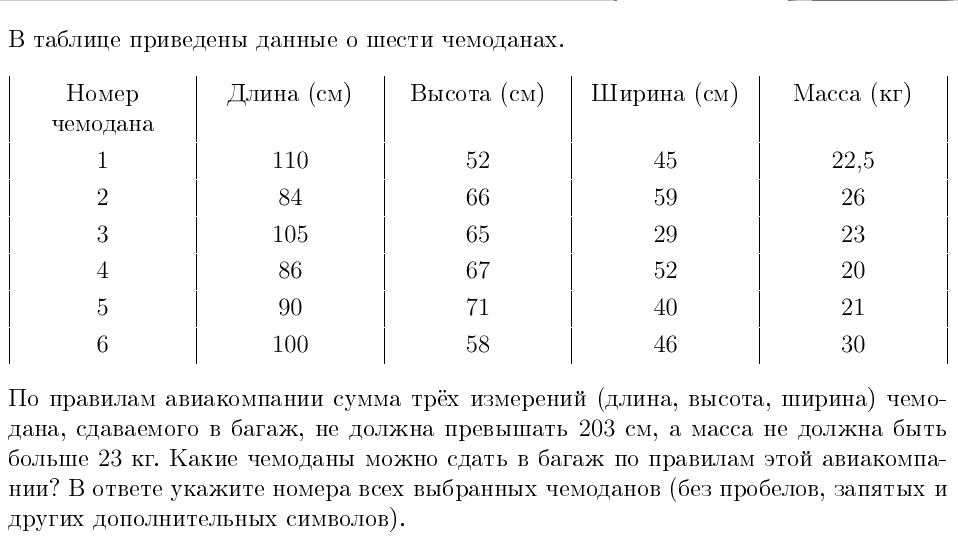 В таблице приведены данные о шести чемоданах.
Номер чемодана Длина (см) Высота (см) Ширина (см) Масса (кг)
1 110 52 45 22,5
2 84 66 59 26
3 105 65 29 23
4 86 67 52 20
5 90 71 40 21
6 100 58 46 30
По правилам авиакомпании сумма трёх измерений (длина, высота, ширина) чемо-
дана, сдаваемого в багаж, не должна превышать 203 см, а масса не должна быть
больше 23 кг. Какие чемоданы можно сдать в багаж по правилам этой авиакомпа-
нии? В ответе укажите номера всех выбранных чемоданов (без пробелов, запятых и
других дополнительных символов).